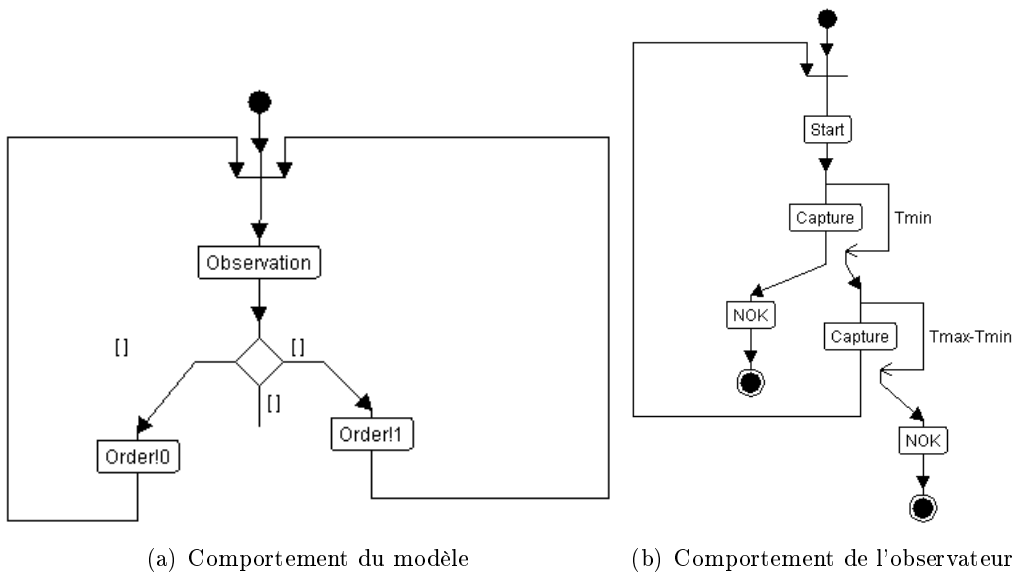 Start
Capture
Tmin
Observation
NOK
Capture
Tmax-Tmin
[ ]
[ ]
[ ]
Order!0
Order!1
NOK
(a) Comportement du modèle
(b) Comportement de l'observateur